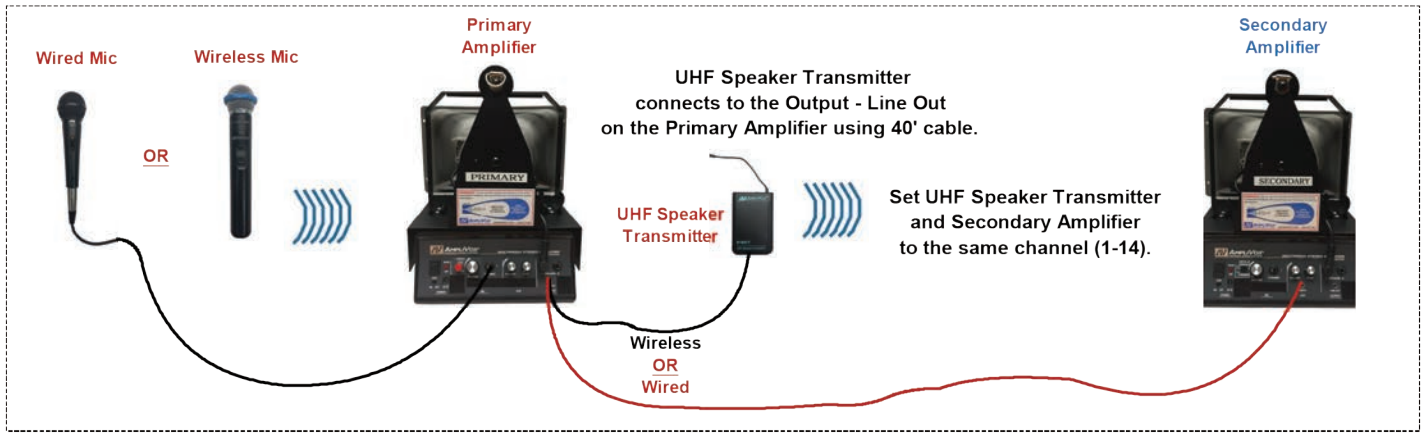 Primary
Amplifier
Secondary
Amplifier
Wired Mic
Wireless Mic
UHF Speaker Transmitter
connects to the Output - Line Out
on the Primary Amplifier using 40' cable.
OR
PRIMARY
SECONDARY
UHF Speaker
Transmitter
Set UHF Speaker Transmitter
and Secondary Amplifier
to the same channel (1-14).
AMPLIVOX
AMPLIVOX
Wireless
OR
Wired